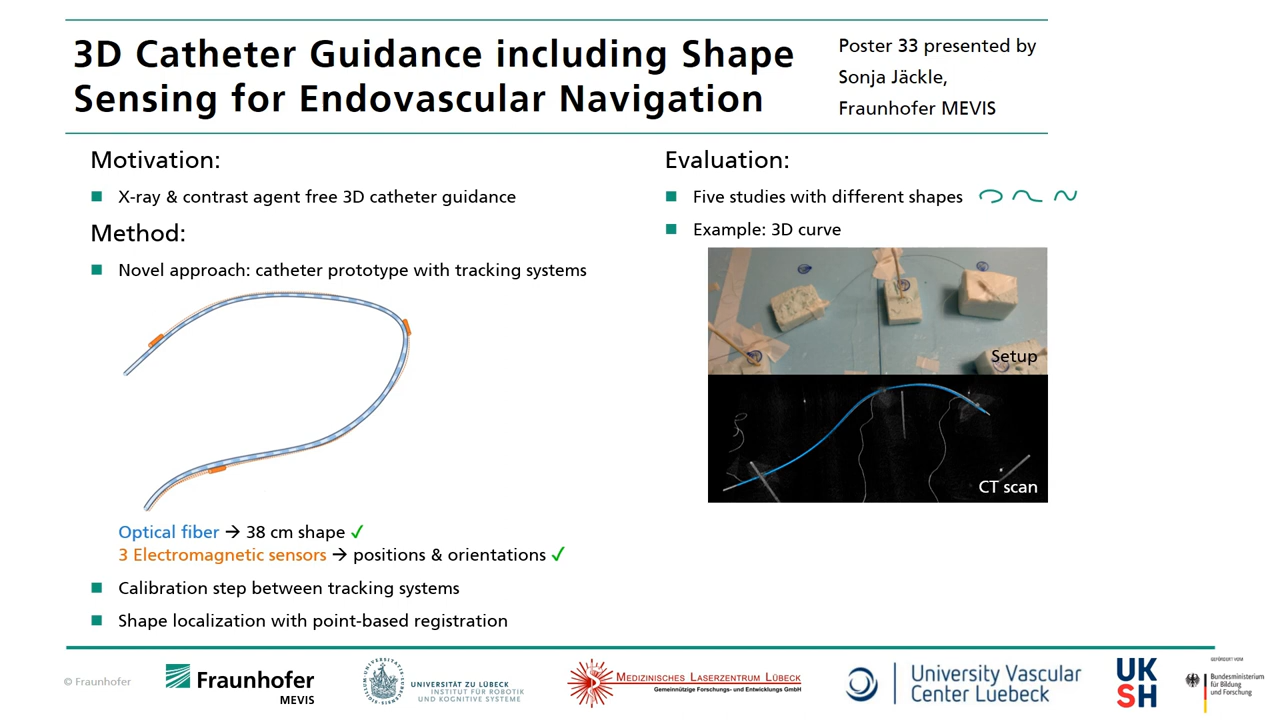 3D Catheter Guidance including Shape
Sensing for Endovascular Navigation
Poster 33 presented by
Sonja Jäckle,
Fraunhofer MEVIS
Motivation:
X-ray & contrast agent free 3D catheter guidance
Method:
Novel approach: catheter prototype with tracking systems
Optical fiber → 38 cm shape ✓
3 Electromagnetic sensors → positions & orientations ✓
Calibration step between tracking systems
Shape localization with point-based registration
Evaluation:
Five studies with different shapes
Example: 3D curve
Setup
CT scan
© Fraunhofer
Fraunhofer
MEVIS
UNIVERSITÄT ZU LÜBECK
INSTITUT FÜR ROBOTIK
UND KOGNITIVE SYSTEME
MEDIZINISCHES LASERZENTRUM LÜBECK
Gemeinnützige Forschungs- und Entwicklungs GmbH
University Vascular
Center Luebeck
UK
SH
GEFÖRDERT VOM
Bundesministerium
für Bildung
und Forschung